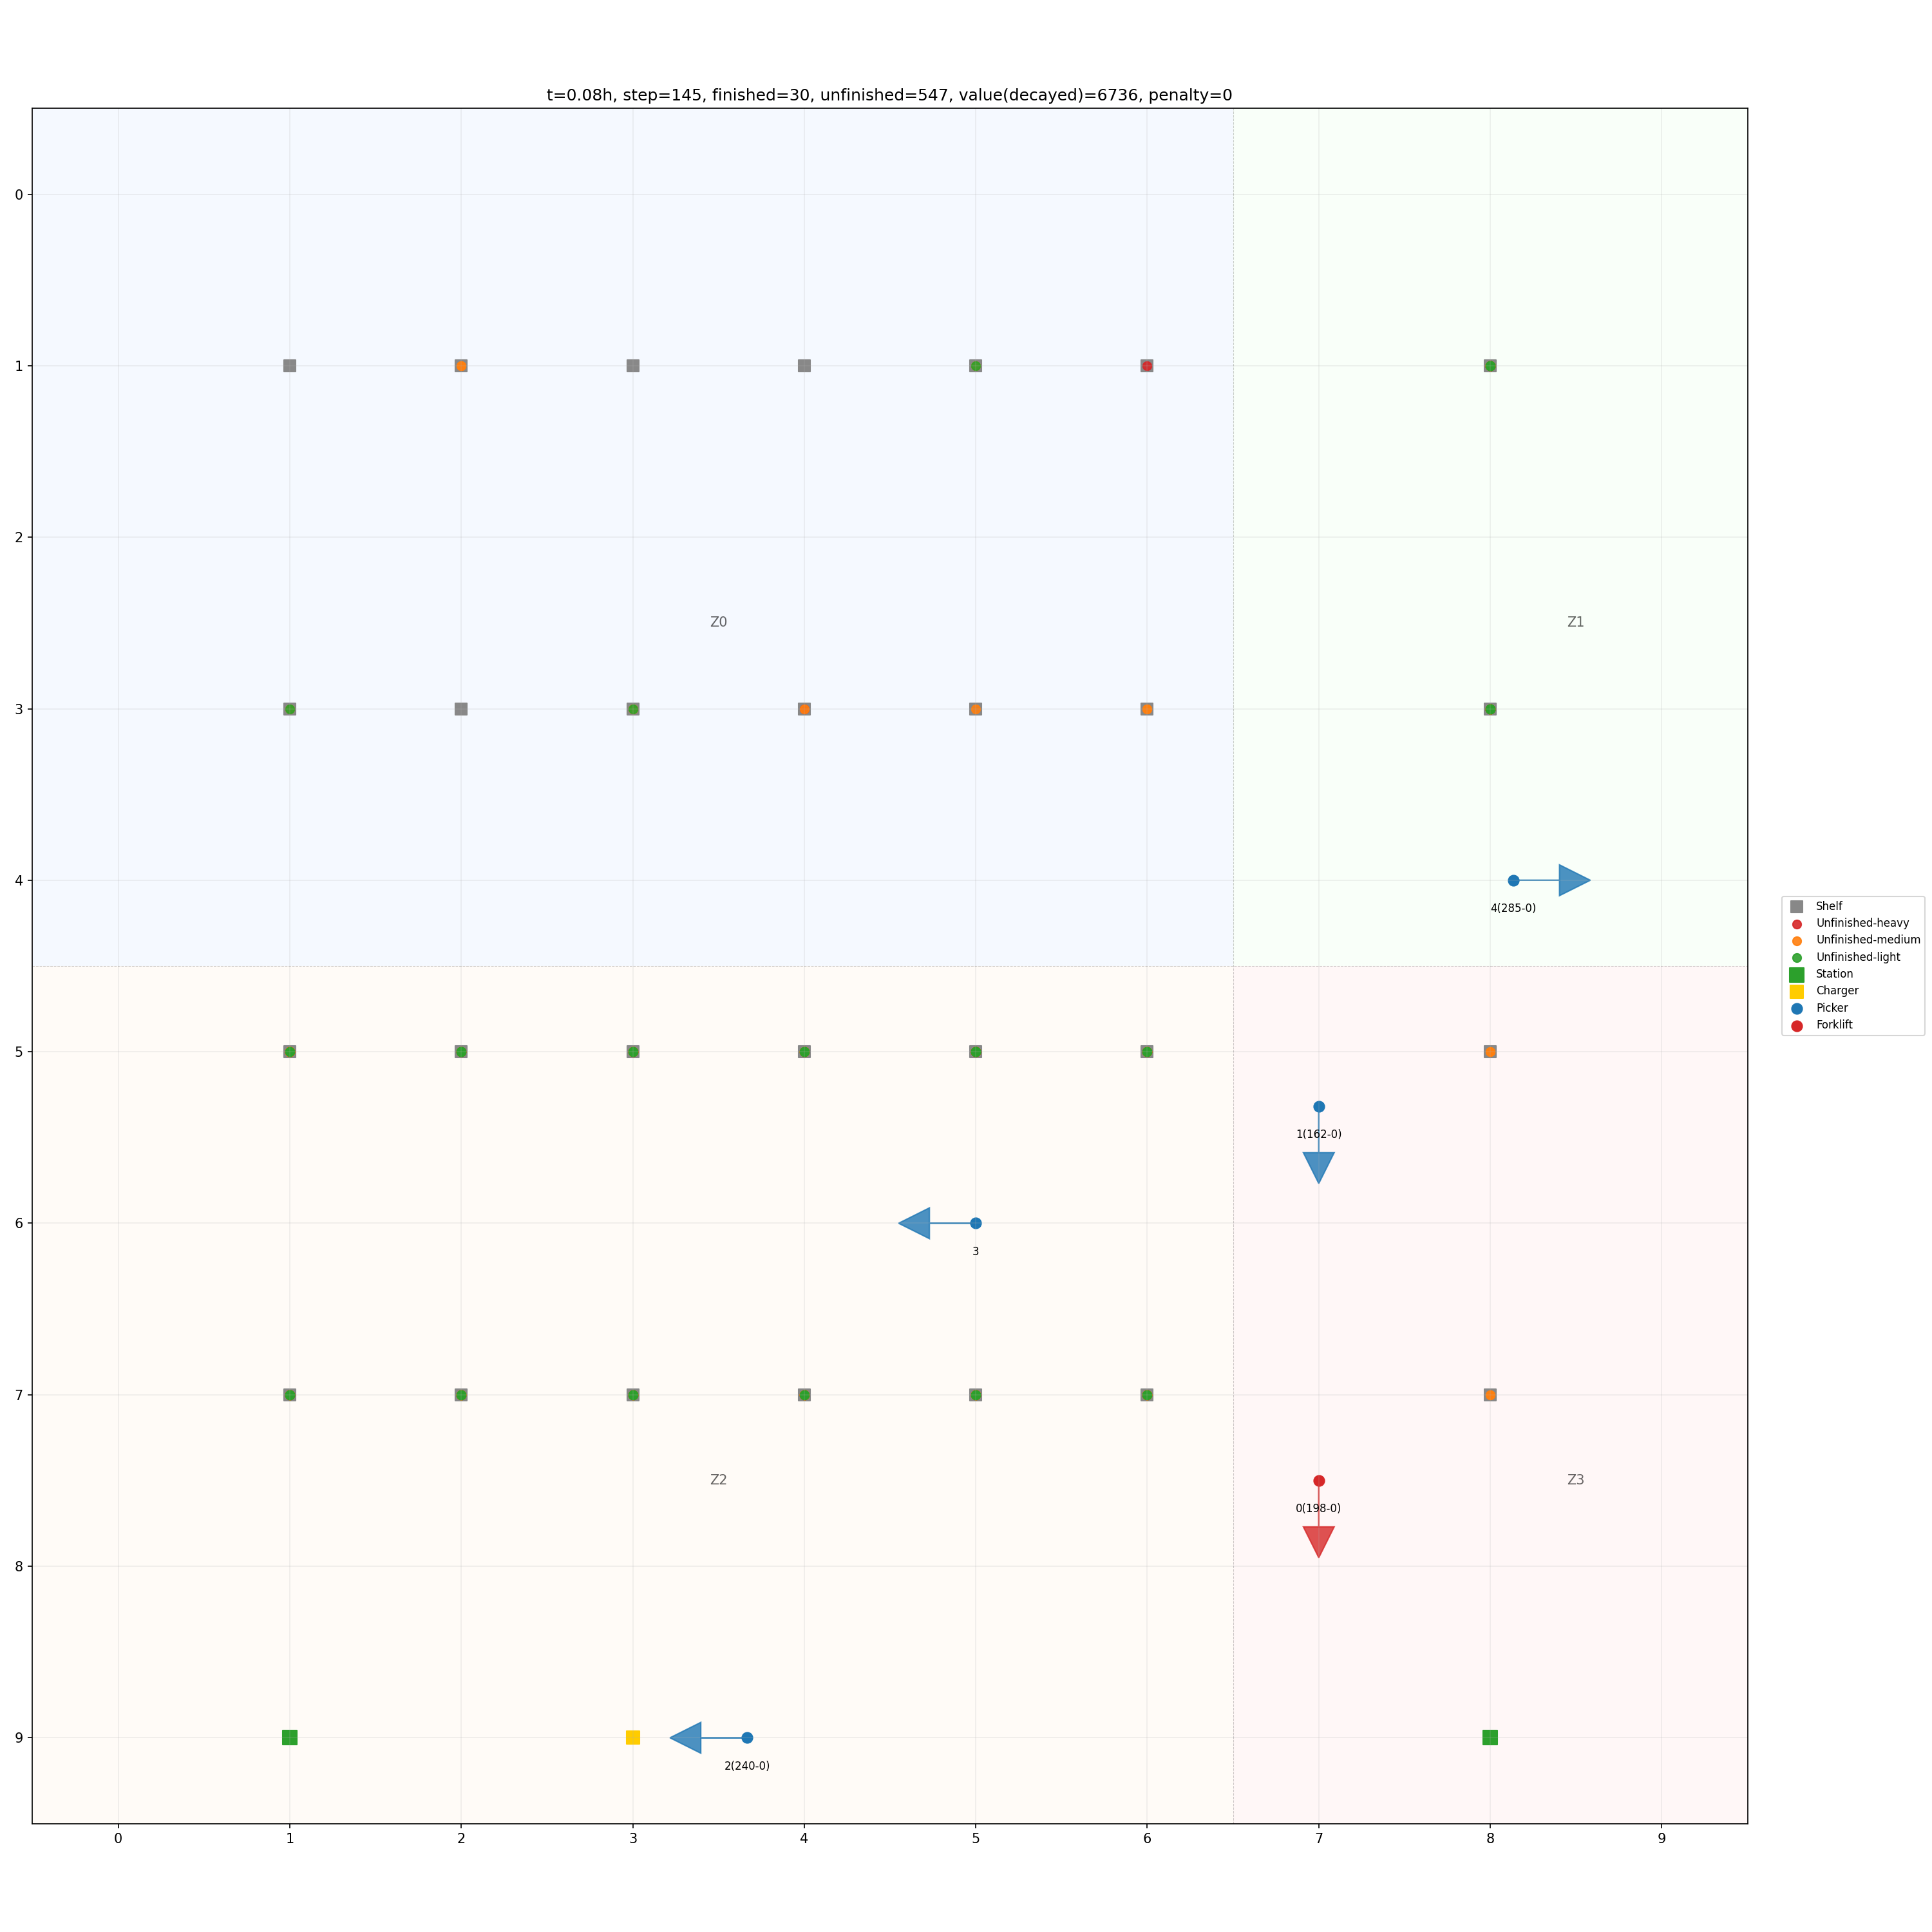 t=0.08h, step=145, finished=30, unfinished=547, value(decayed)=6736, penalty=0
0
1
2
Z0
Z1
3
4
4(285-0)
Shelf
Unfinished-heavy
Unfinished-medium
Unfinished-light
Station
Charger
Picker
Forklift
5
1(162-0)
6
3
7
Z2
Z3
0(198-0)
8
9
2(240-0)
0 1 2 3 4 5 6 7 8 9